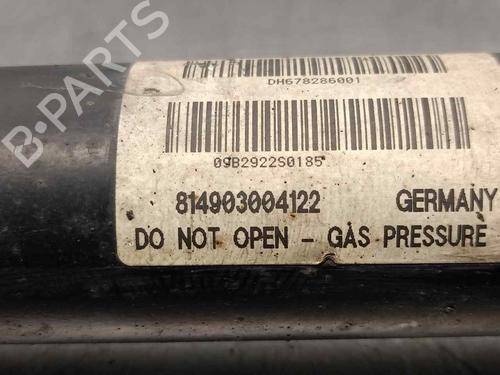 B-PARTS
DH678286001
09B2922S0185
814903004122 GERMANY
DO NOT OPEN - GAS PRESSURE